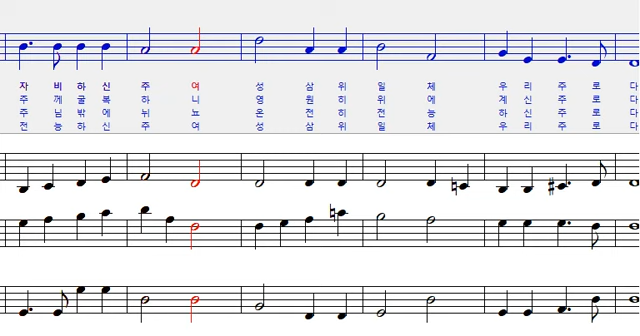 자 비 하 신 주 여 성 삼 위 일 체 우 리 주 로 다
주 께 굴 복 하 니 영 원 히 위 에 계 신 주 로 다
주 님 밖 에 뉘 뇨 온 전 히 전 능 하 신 주 로 다
전 능 하 신 주 여 성 삼 위 일 체 우 리 주 로 다